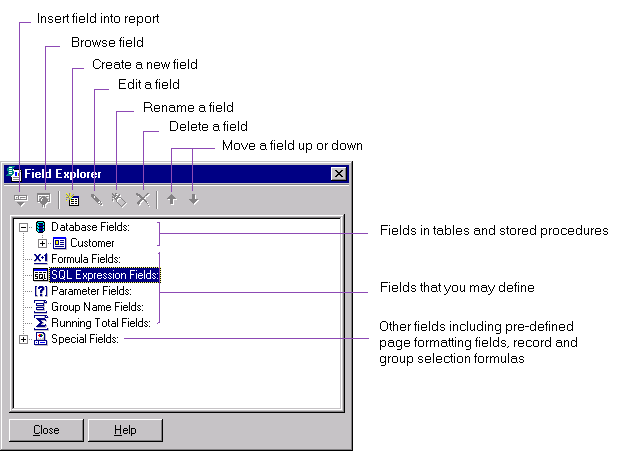 Insert field into report
Browse field
Create a new field
Edit a field
Rename a field
Delete a field
Move a field up or down
Field Explorer
Database Fields:
Customer
Fields in tables and stored procedures
Formula Fields:
SQL Expression Fields:
Parameter Fields:
Fields that you may define
Group Name Fields:
Running Total Fields:
Special Fields:
Other fields including pre-defined
page formatting fields, record and
group selection formulas
Close
Help